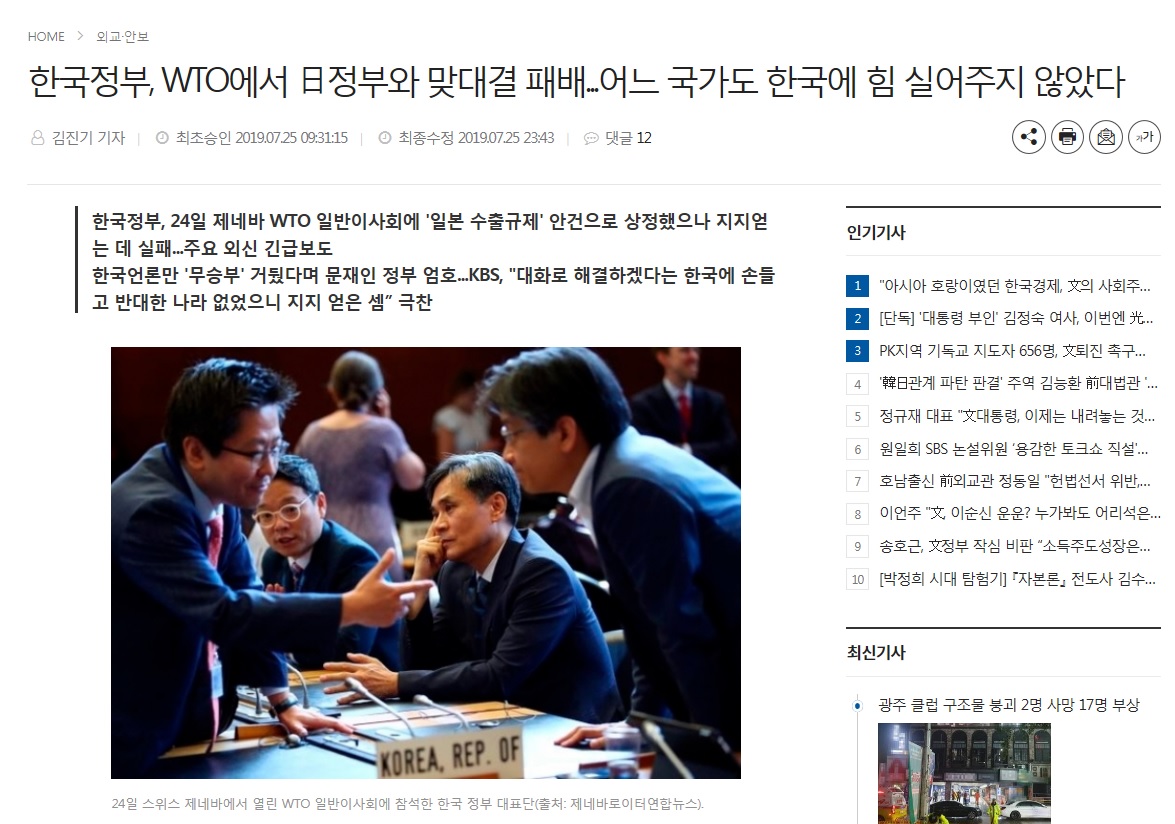 HOME > 외교·안보
한국정부, WTO에서 日정부와 맞대결 패배...어느 국가도 한국에 힘 실어주지 않았다
김진기 기자 | 최초승인 2019.07.25 09:31:15 | 최종수정 2019.07.25 23:43 | 댓글 12
가가
한국정부, 24일 제네바 WTO 일반이사회에 '일본 수출규제' 안건으로 상정했으나 지지얻
는 데 실패...주요 외신 긴급보도
한국언론만 '무승부' 거뒀다며 문재인 정부 엄호...KBS, "대화로 해결하겠다는 한국에 손들
고 반대한 나라 없었으니 지지 얻은 셈” 극찬
KOREA, REP. OF
24일 스위스 제네바에서 열린 WTO 일반이사회에 참석한 한국 정부 대표단(출처: 제네바로이터연합뉴스).
인기기사
1 "아시아 호랑이였던 한국경제, 文의 사회주...
2 [단독] '대통령 부인' 김정숙 여사, 이번엔 光...
3 PK지역 기독교 지도자 656명, 文퇴진 촉구...
4 '韓日관계 파탄 판결' 주역 김능환 前대법관 '...
5 정규재 대표 "文대통령, 이제는 내려놓는 것...
6 원일희 SBS 논설위원 ‘용감한 토크쇼 직설'...
7 호남출신 前외교관 정동일 "헌법선서 위반,...
8 이언주 "文, 이순신 운운? 누가봐도 어리석은...
9 송호근, 文정부 작심 비판 “소득주도성장은...
10 [박정희 시대 탐험기]『자본론』 전도사 김수...
최신기사
광주 클럽 구조물 붕괴 2명 사망 17명 부상